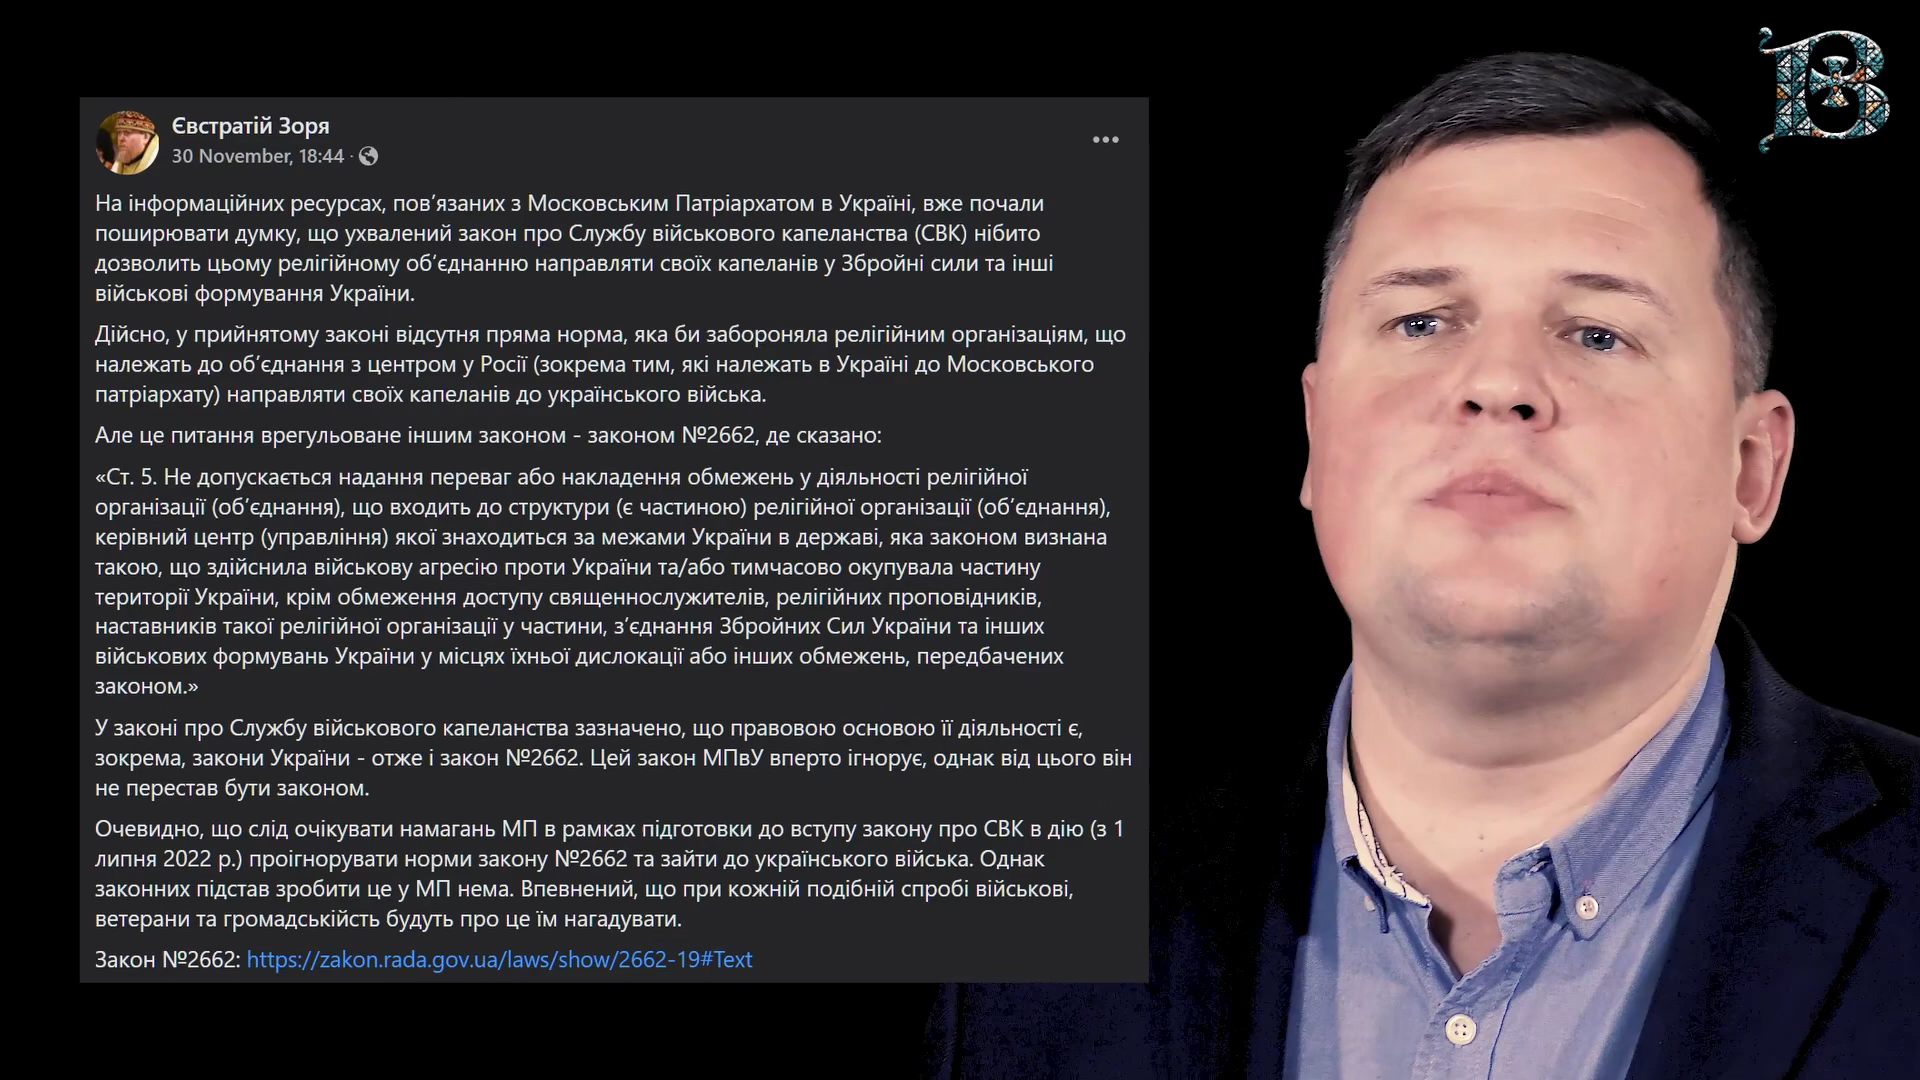 Євстратій Зоря
30 November, 18:44 ·
На інформаційних ресурсах, пов’язаних з Московським Патріархатом в Україні, вже почали
поширювати думку, що ухвалений закон про Службу військового капеланства (СВК) нібито
дозволить цьому релігійному об’єднанню направляти своїх капеланів у Збройні сили та інші
військові формування України.
Дійсно, у прийнятому законі відсутня пряма норма, яка би забороняла релігійним організаціям, що
належать до об’єднання з центром у Росії (зокрема тим, які належать в Україні до Московського
патріархату) направляти своїх капеланів до українського війська.
Але це питання врегульоване іншим законом - законом №2662, де сказано:
«Ст. 5. Не допускається надання переваг або накладення обмежень у діяльності релігійної
організації (об’єднання), що входить до структури (є частиною) релігійної організації (об’єднання),
керівний центр (управління) якої знаходиться за межами України в державі, яка законом визнана
такою, що здійснила військову агресію проти України та/або тимчасово окупувала частину
території України, крім обмеження доступу священнослужителів, релігійних проповідників,
наставників такої релігійної організації у частини, з’єднання Збройних Сил України та інших
військових формувань України у місцях їхньої дислокації або інших обмежень, передбачених
законом.»
У законі про Службу військового капеланства зазначено, що правовою основою її діяльності є,
зокрема, закони України - отже і закон №2662. Цей закон МПвУ вперто ігнорує, однак від цього він
не перестав бути законом.
Очевидно, що слід очікувати намагань МП в рамках підготовки до вступу закону про СВК в дію (з 1
липня 2022 р.) проігнорувати норми закону №2662 та зайти до українського війська. Однак
законних підстав зробити це у МП нема. Впевнений, що при кожній подібній спробі військові,
ветерани та громадськійсть будуть про це їм нагадувати.
Закон №2662: https://zakon.rada.gov.ua/laws/show/2662-19#Text
В